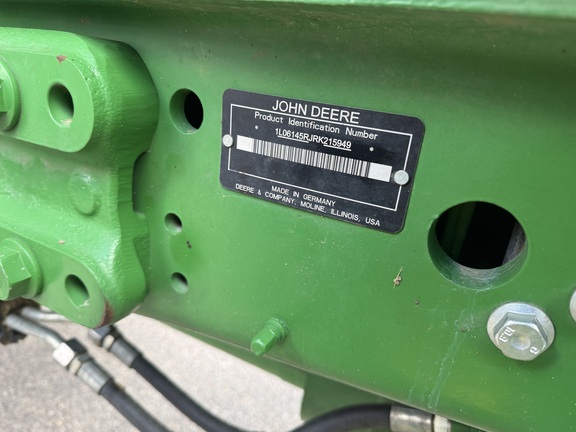 JOHN DEERE
Product Identification Number
1L06145RJRK215949
MADE IN GERMANY
DEERE & COMPANY, MOLINE, ILLINOIS, USA